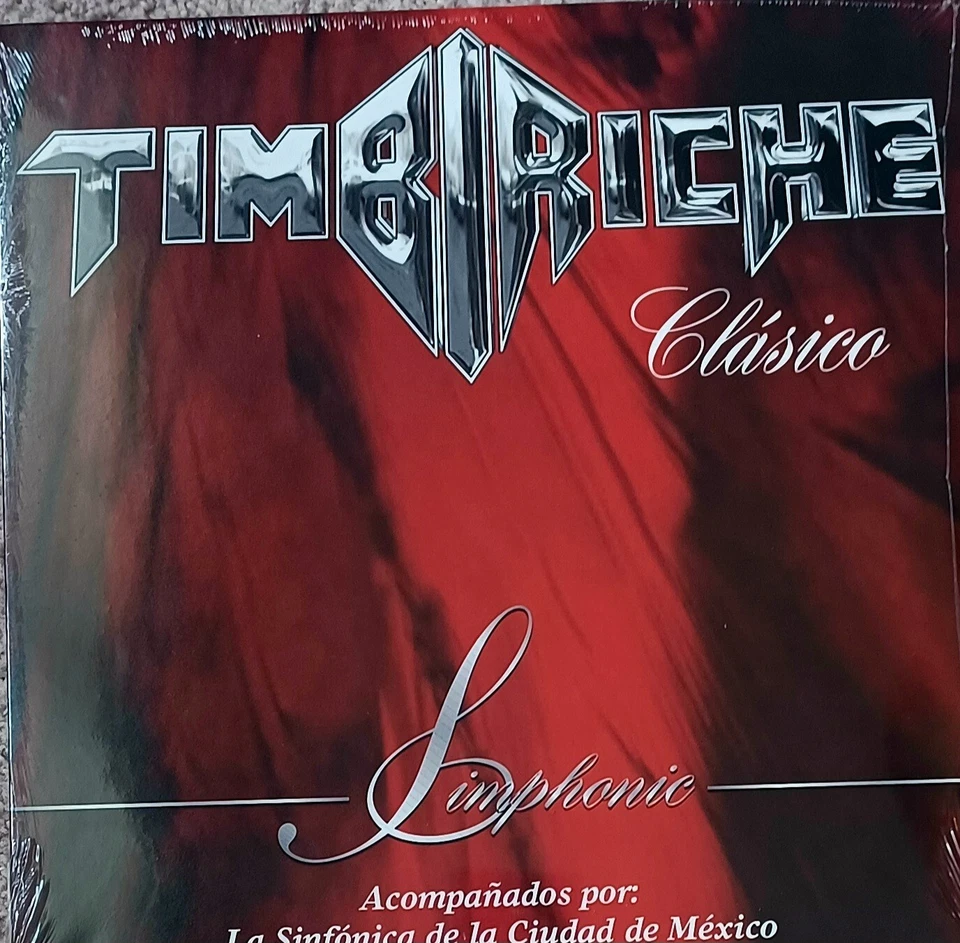 TIMBIRICHE
Clásico
Simphonic
Acompañados por:
La Sinfónica de la Ciudad de México